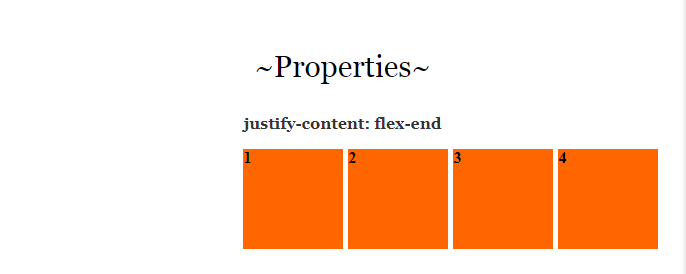 ~Properties~
justify-content: flex-end
1 2 3 4